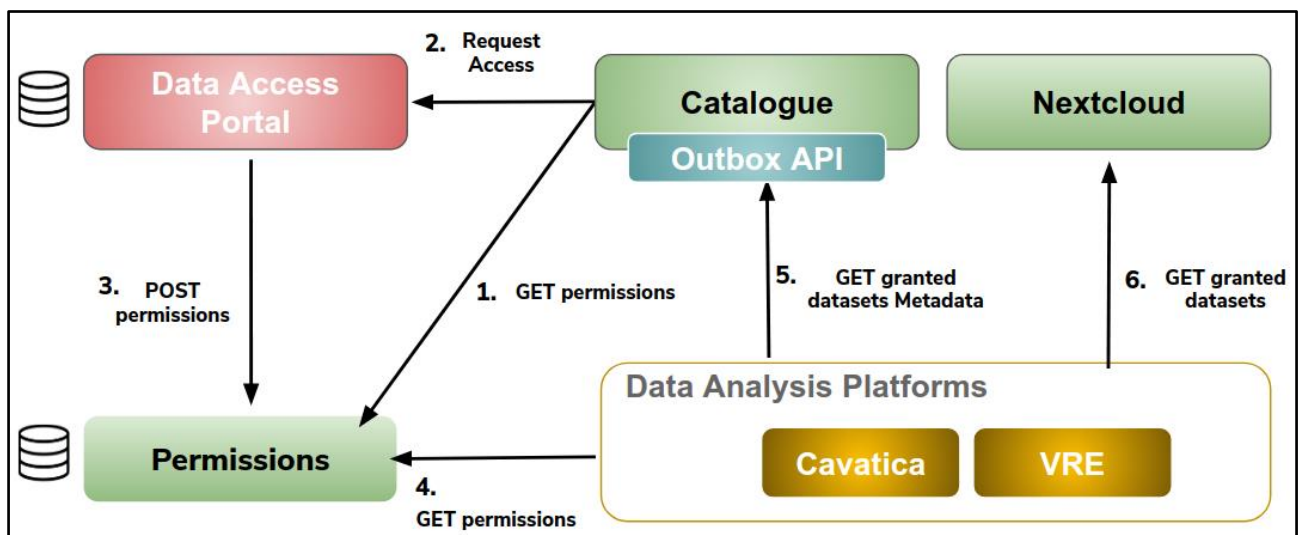 2. Request
Access
Data Access
Portal
Catalogue
Outbox API
Nextcloud
3. POST
permissions
1. GET permissions
5. GET granted
datasets Metadata
6. GET granted
datasets
Data Analysis Platforms
Permissions
Cavatica
VRE
4.
GET permissions